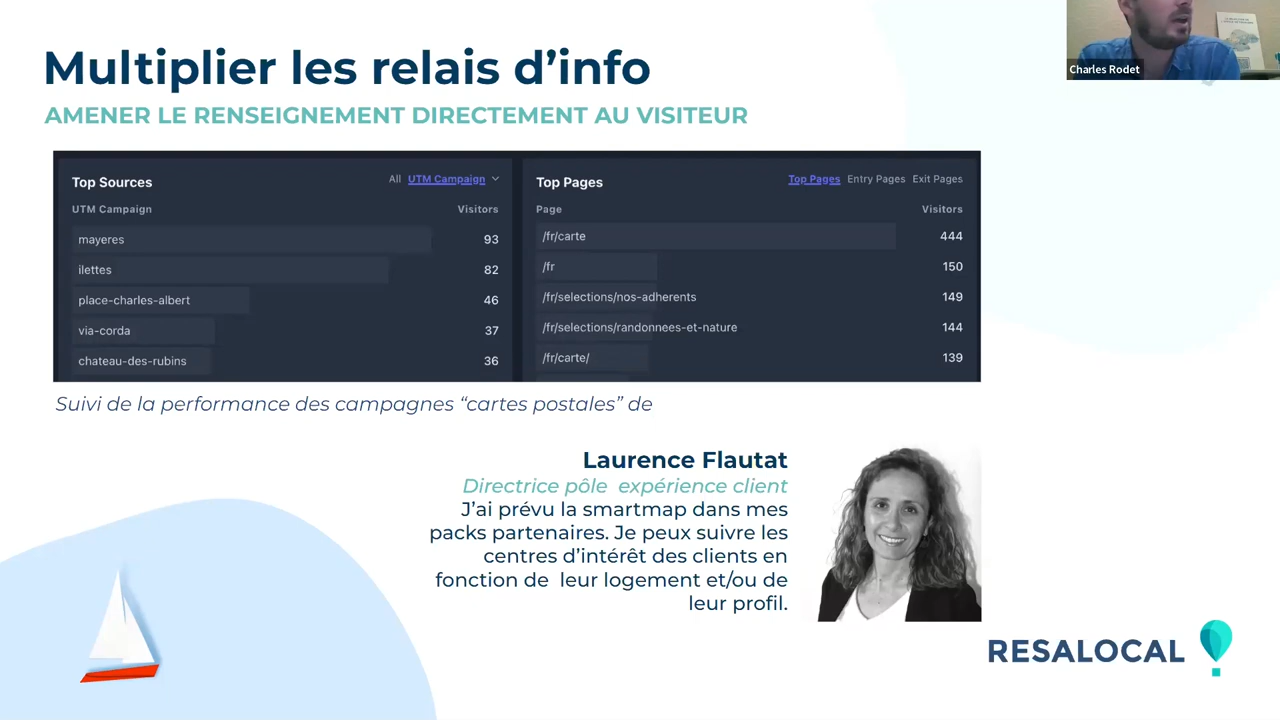 Multiplier les relais d’info
AMENER LE RENSEIGNEMENT DIRECTEMENT AU VISITEUR
Charles Rodet
Top Sources
All UTM Campaign
UTM Campaign Visitors
mayeres 93
ilettes 82
place-charles-albert 46
via-corda 37
chateau-des-rubins 36
Top Pages
Top Pages Entry Pages Exit Pages
Page Visitors
/fr/carte 444
/fr 150
/fr/selections/nos-adherents 149
/fr/selections/randonnees-et-nature 144
/fr/carte/ 139
Suivi de la performance des campagnes “cartes postales” de
Laurence Flautat
Directrice pôle expérience client
J’ai prévu la smartmap dans mes
packs partenaires. Je peux suivre les
centres d’intérêt des clients en
fonction de leur logement et/ou de
leur profil.
RESALOCAL